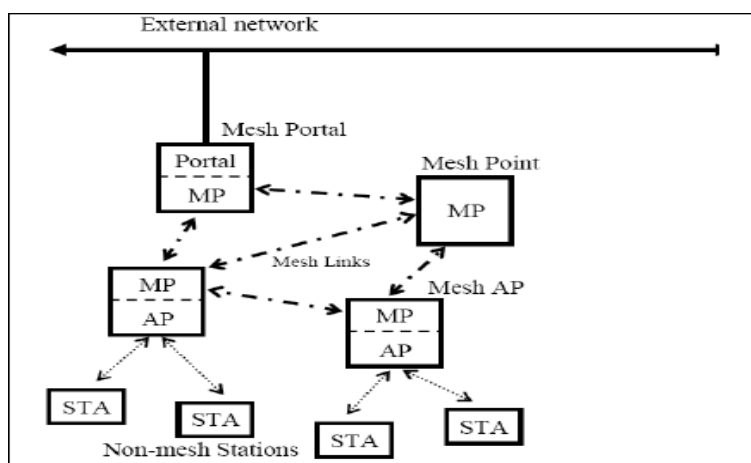 External network
Mesh Portal
Portal
MP
Mesh Point
MP
Mesh Links
MP
AP
Mesh AP
MP
AP
STA
STA
STA
STA
Non-mesh Stations